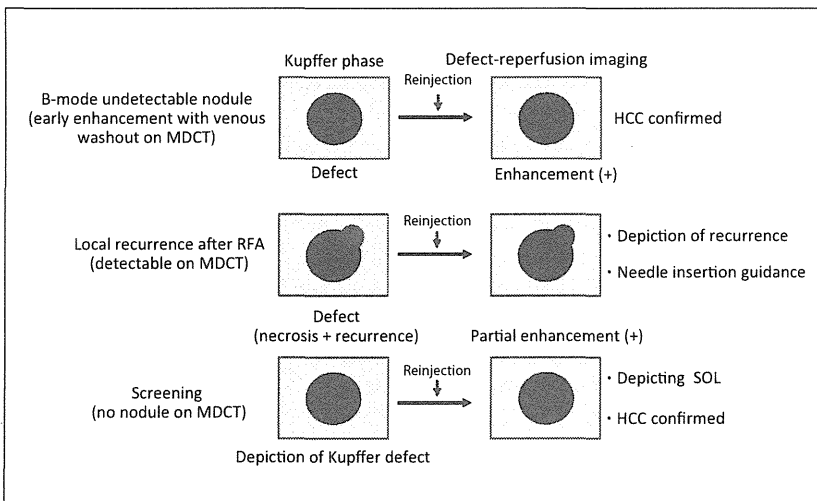 Kupffer phase
Defect-reperfusion imaging
B-mode undetectable nodule
(early enhancement with venous
washout on MDCT)
Reinjection
HCC confirmed
Defect
Enhancement (+)
Local recurrence after RFA
(detectable on MDCT)
Reinjection
・Depiction of recurrence
・Needle insertion guidance
Defect
(necrosis + recurrence)
Partial enhancement (+)
Screening
(no nodule on MDCT)
Reinjection
・Depicting SOL
・HCC confirmed
Depiction of Kupffer defect